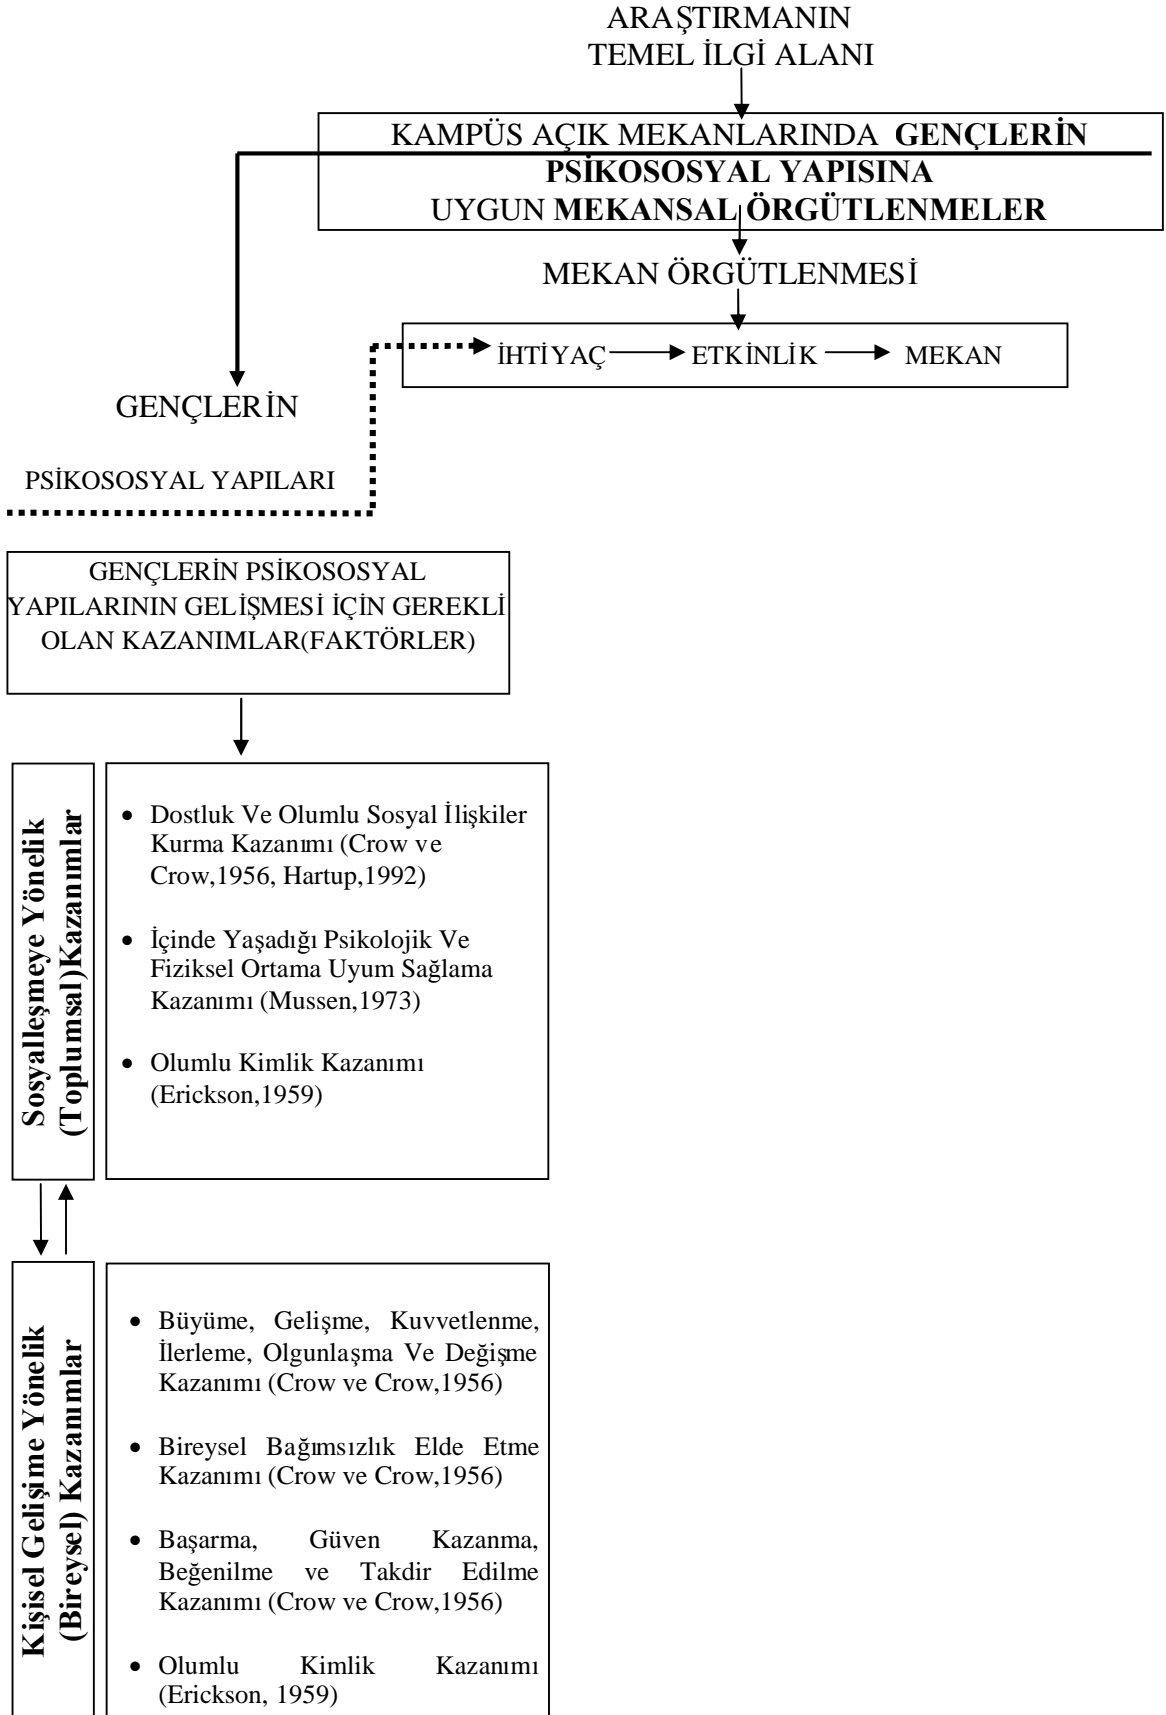 ARAŞTIRMANIN
TEMEL İLGİ ALANI
KAMPÜS AÇIK MEKANLARINDA GENÇLERİN
PSİKOSOSYAL YAPISINA
UYGUN MEKANSAL ÖRGÜTLENMELER
MEKAN ÖRGÜTLENMESİ
İHTİYAÇ ETKİNLİK MEKAN
GENÇLERİN
PSİKOSOSYAL YAPILARI
GENÇLERİN PSİKOSOSYAL
YAPILARININ GELİŞMESİ İÇİN GEREKLİ
OLAN KAZANIMLAR(FAKTÖRLER)
Sosyalleşmeye Yönelik
(Toplumsal)Kazanımlar
• Dostluk Ve Olumlu Sosyal İlişkiler
Kurma Kazanımı (Crow ve
Crow,1956, Hartup,1992)
• İçinde Yaşadığı Psikolojik Ve
Fiziksel Ortama Uyum Sağlama
Kazanımı (Mussen,1973)
• Olumlu Kimlik Kazanımı
(Erickson,1959)
Kişisel Gelişime Yönelik
(Bireysel) Kazanımlar
• Büyüme, Gelişme, Kuvvetlenme,
İlerleme, Olgunlaşma Ve Değişme
Kazanımı (Crow ve Crow,1956)
• Bireysel Bağımsızlık Elde Etme
Kazanımı (Crow ve Crow,1956)
• Başarma, Güven Kazanma,
Beğenilme ve Takdir Edilme
Kazanımı (Crow ve Crow,1956)
• Olumlu Kimlik Kazanımı
(Erickson, 1959)